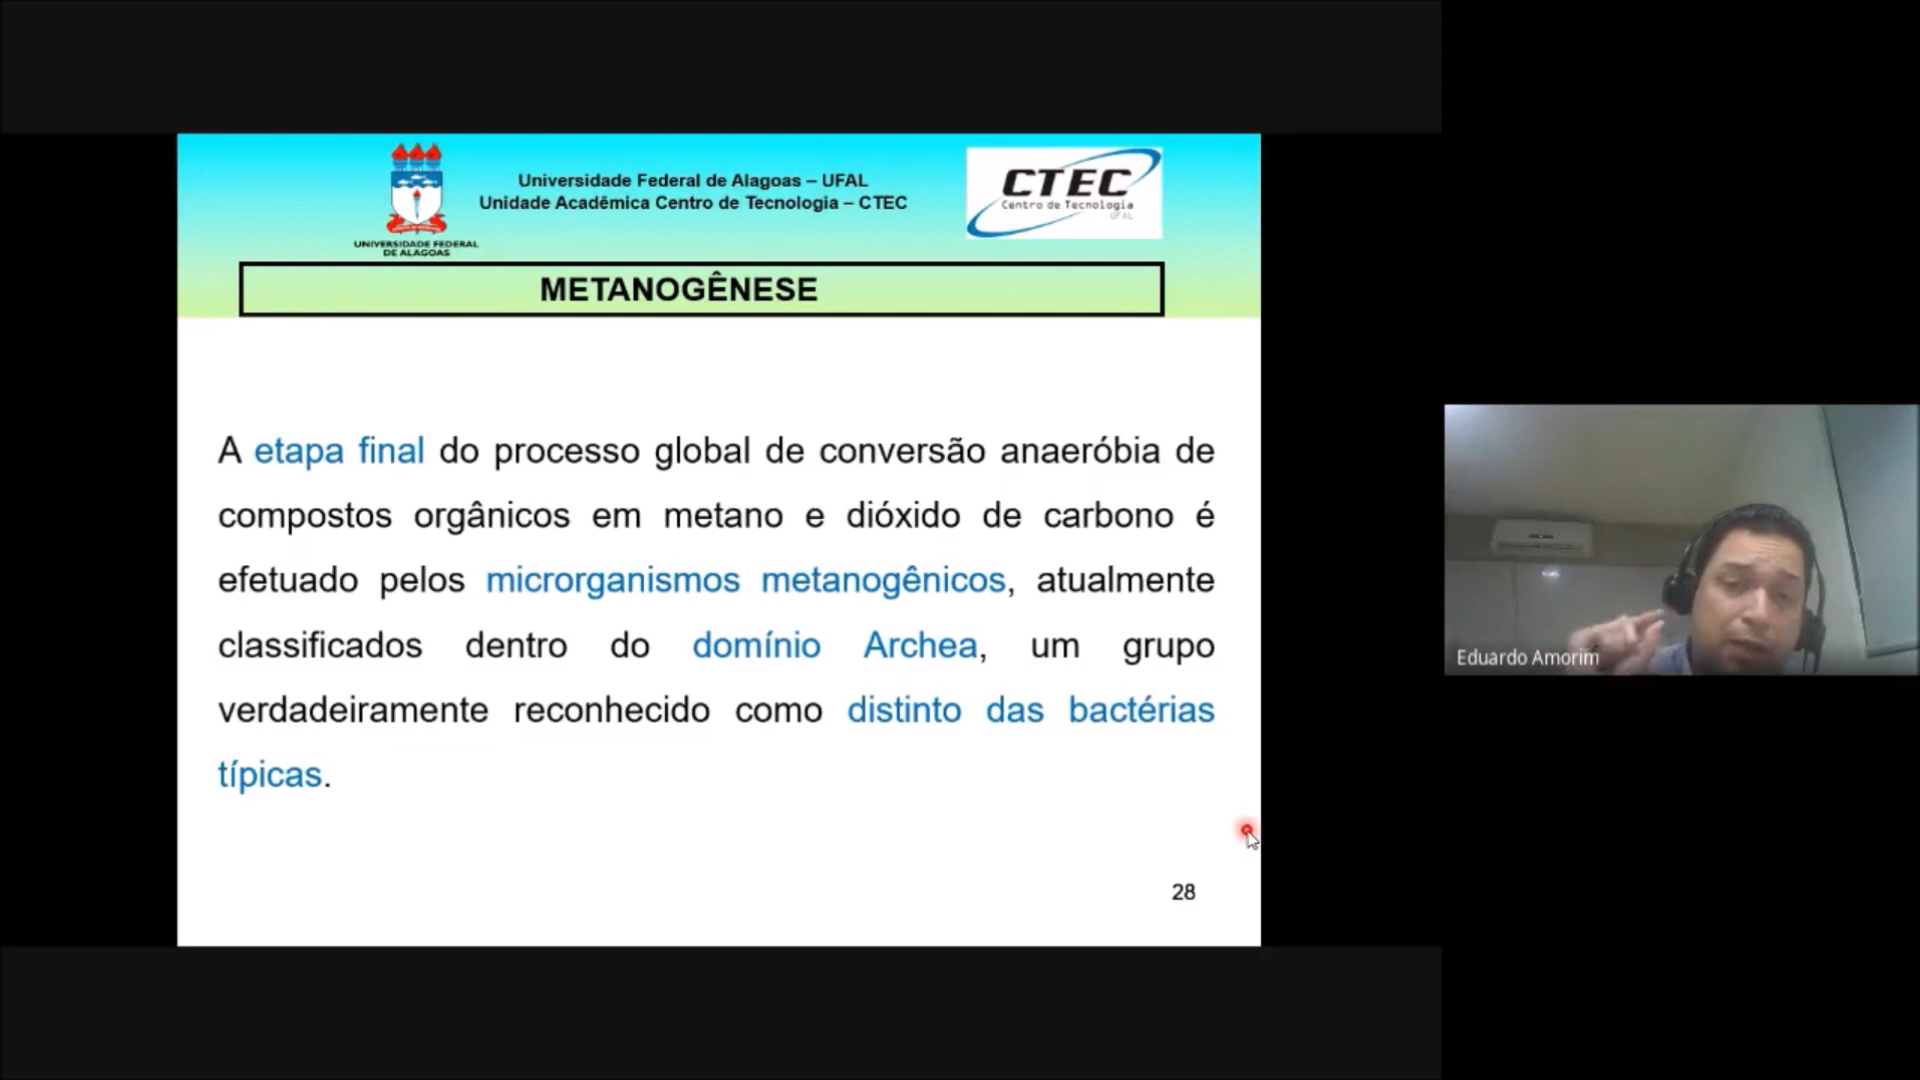 Universidade Federal de Alagoas – UFAL
Unidade Acadêmica Centro de Tecnologia – CTEC
UNIVERSIDADE FEDERAL
DE ALAGOAS
CTEC
Centro de Tecnologia
UFAL
METANOGÊNESE
A etapa final do processo global de conversão anaeróbia de
compostos orgânicos em metano e dióxido de carbono é
efetuado pelos microrganismos metanogênicos, atualmente
classificados dentro do domínio Archea, um grupo
verdadeiramente reconhecido como distinto das bactérias
típicas.
28
Eduardo Amorim